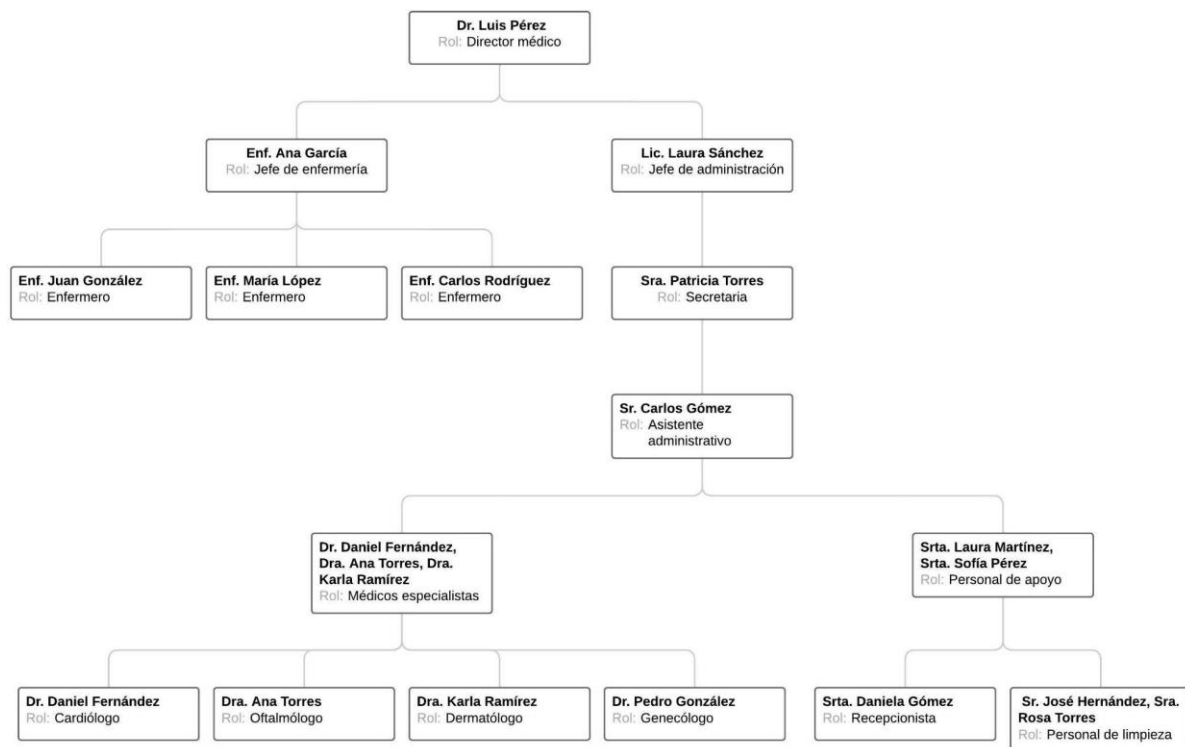 Dr. Luis Pérez
Rol: Director médico
Enf. Ana García
Rol: Jefe de enfermería
Lic. Laura Sánchez
Rol: Jefe de administración
Enf. Juan González
Rol: Enfermero
Enf. María López
Rol: Enfermero
Enf. Carlos Rodríguez
Rol: Enfermero
Sra. Patricia Torres
Rol: Secretaria
Sr. Carlos Gómez
Rol: Asistente
administrativo
Dr. Daniel Fernández,
Dra. Ana Torres, Dra.
Karla Ramírez
Rol: Médicos especialistas
Srta. Laura Martínez,
Srta. Sofía Pérez
Rol: Personal de apoyo
Dr. Daniel Fernández
Rol: Cardiólogo
Dra. Ana Torres
Rol: Oftalmólogo
Dra. Karla Ramírez
Rol: Dermatólogo
Dr. Pedro González
Rol: Genecólogo
Srta. Daniela Gómez
Rol: Recepcionista
Sr. José Hernández, Sra.
Rosa Torres
Rol: Personal de limpieza